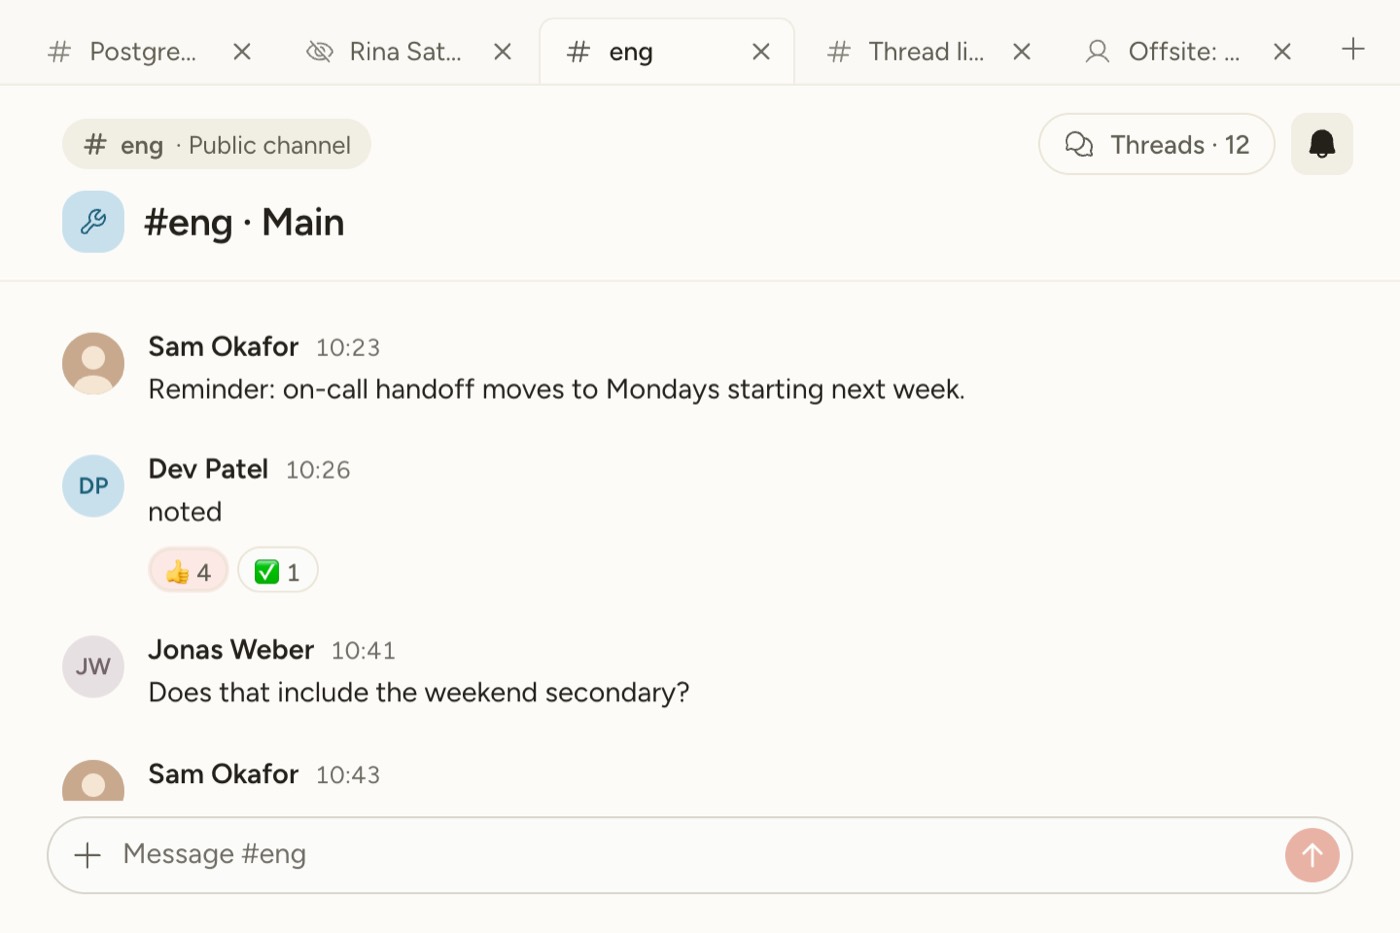 # Postgre...
Rina Sat...
# eng
# Thread li...
Offsite: ...
# eng · Public channel
Threads · 12
#eng · Main
Sam Okafor 10:23
Reminder: on-call handoff moves to Mondays starting next week.
DP
Dev Patel 10:26
noted
👍 4 ✅ 1
JW
Jonas Weber 10:41
Does that include the weekend secondary?
Sam Okafor 10:43
Message #eng